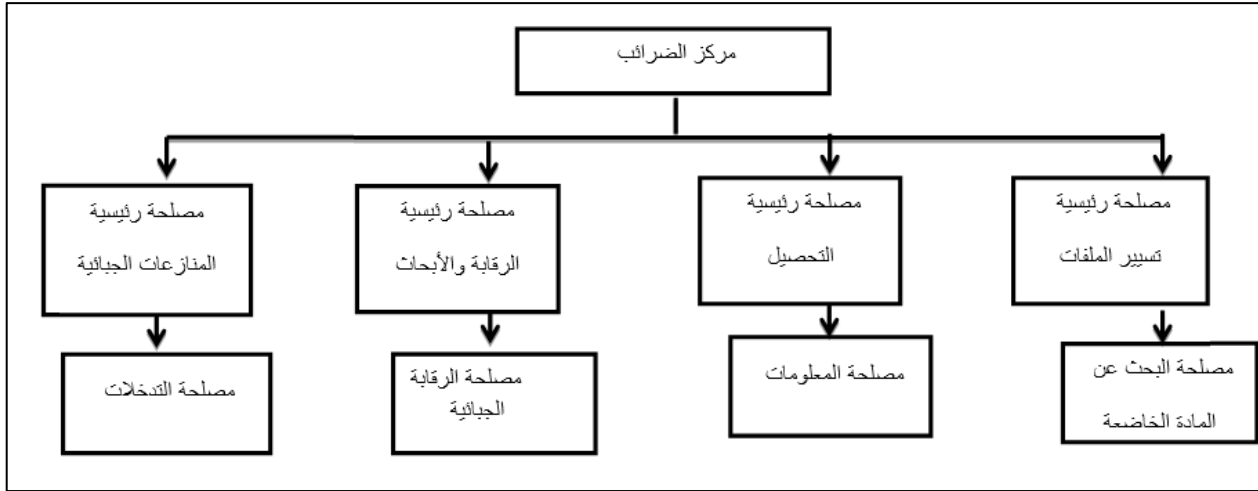 مركز الضرائب
مصلحة رئيسية
تسيير الملفات
مصلحة رئيسية
التحصيل
مصلحة رئيسية
الرقابة والأبحاث
مصلحة رئيسية
المنازعات الجبائية
مصلحة البحث عن
المادة الخاضعة
مصلحة المعلومات
مصلحة الرقابة
الجبائية
مصلحة التدخلات